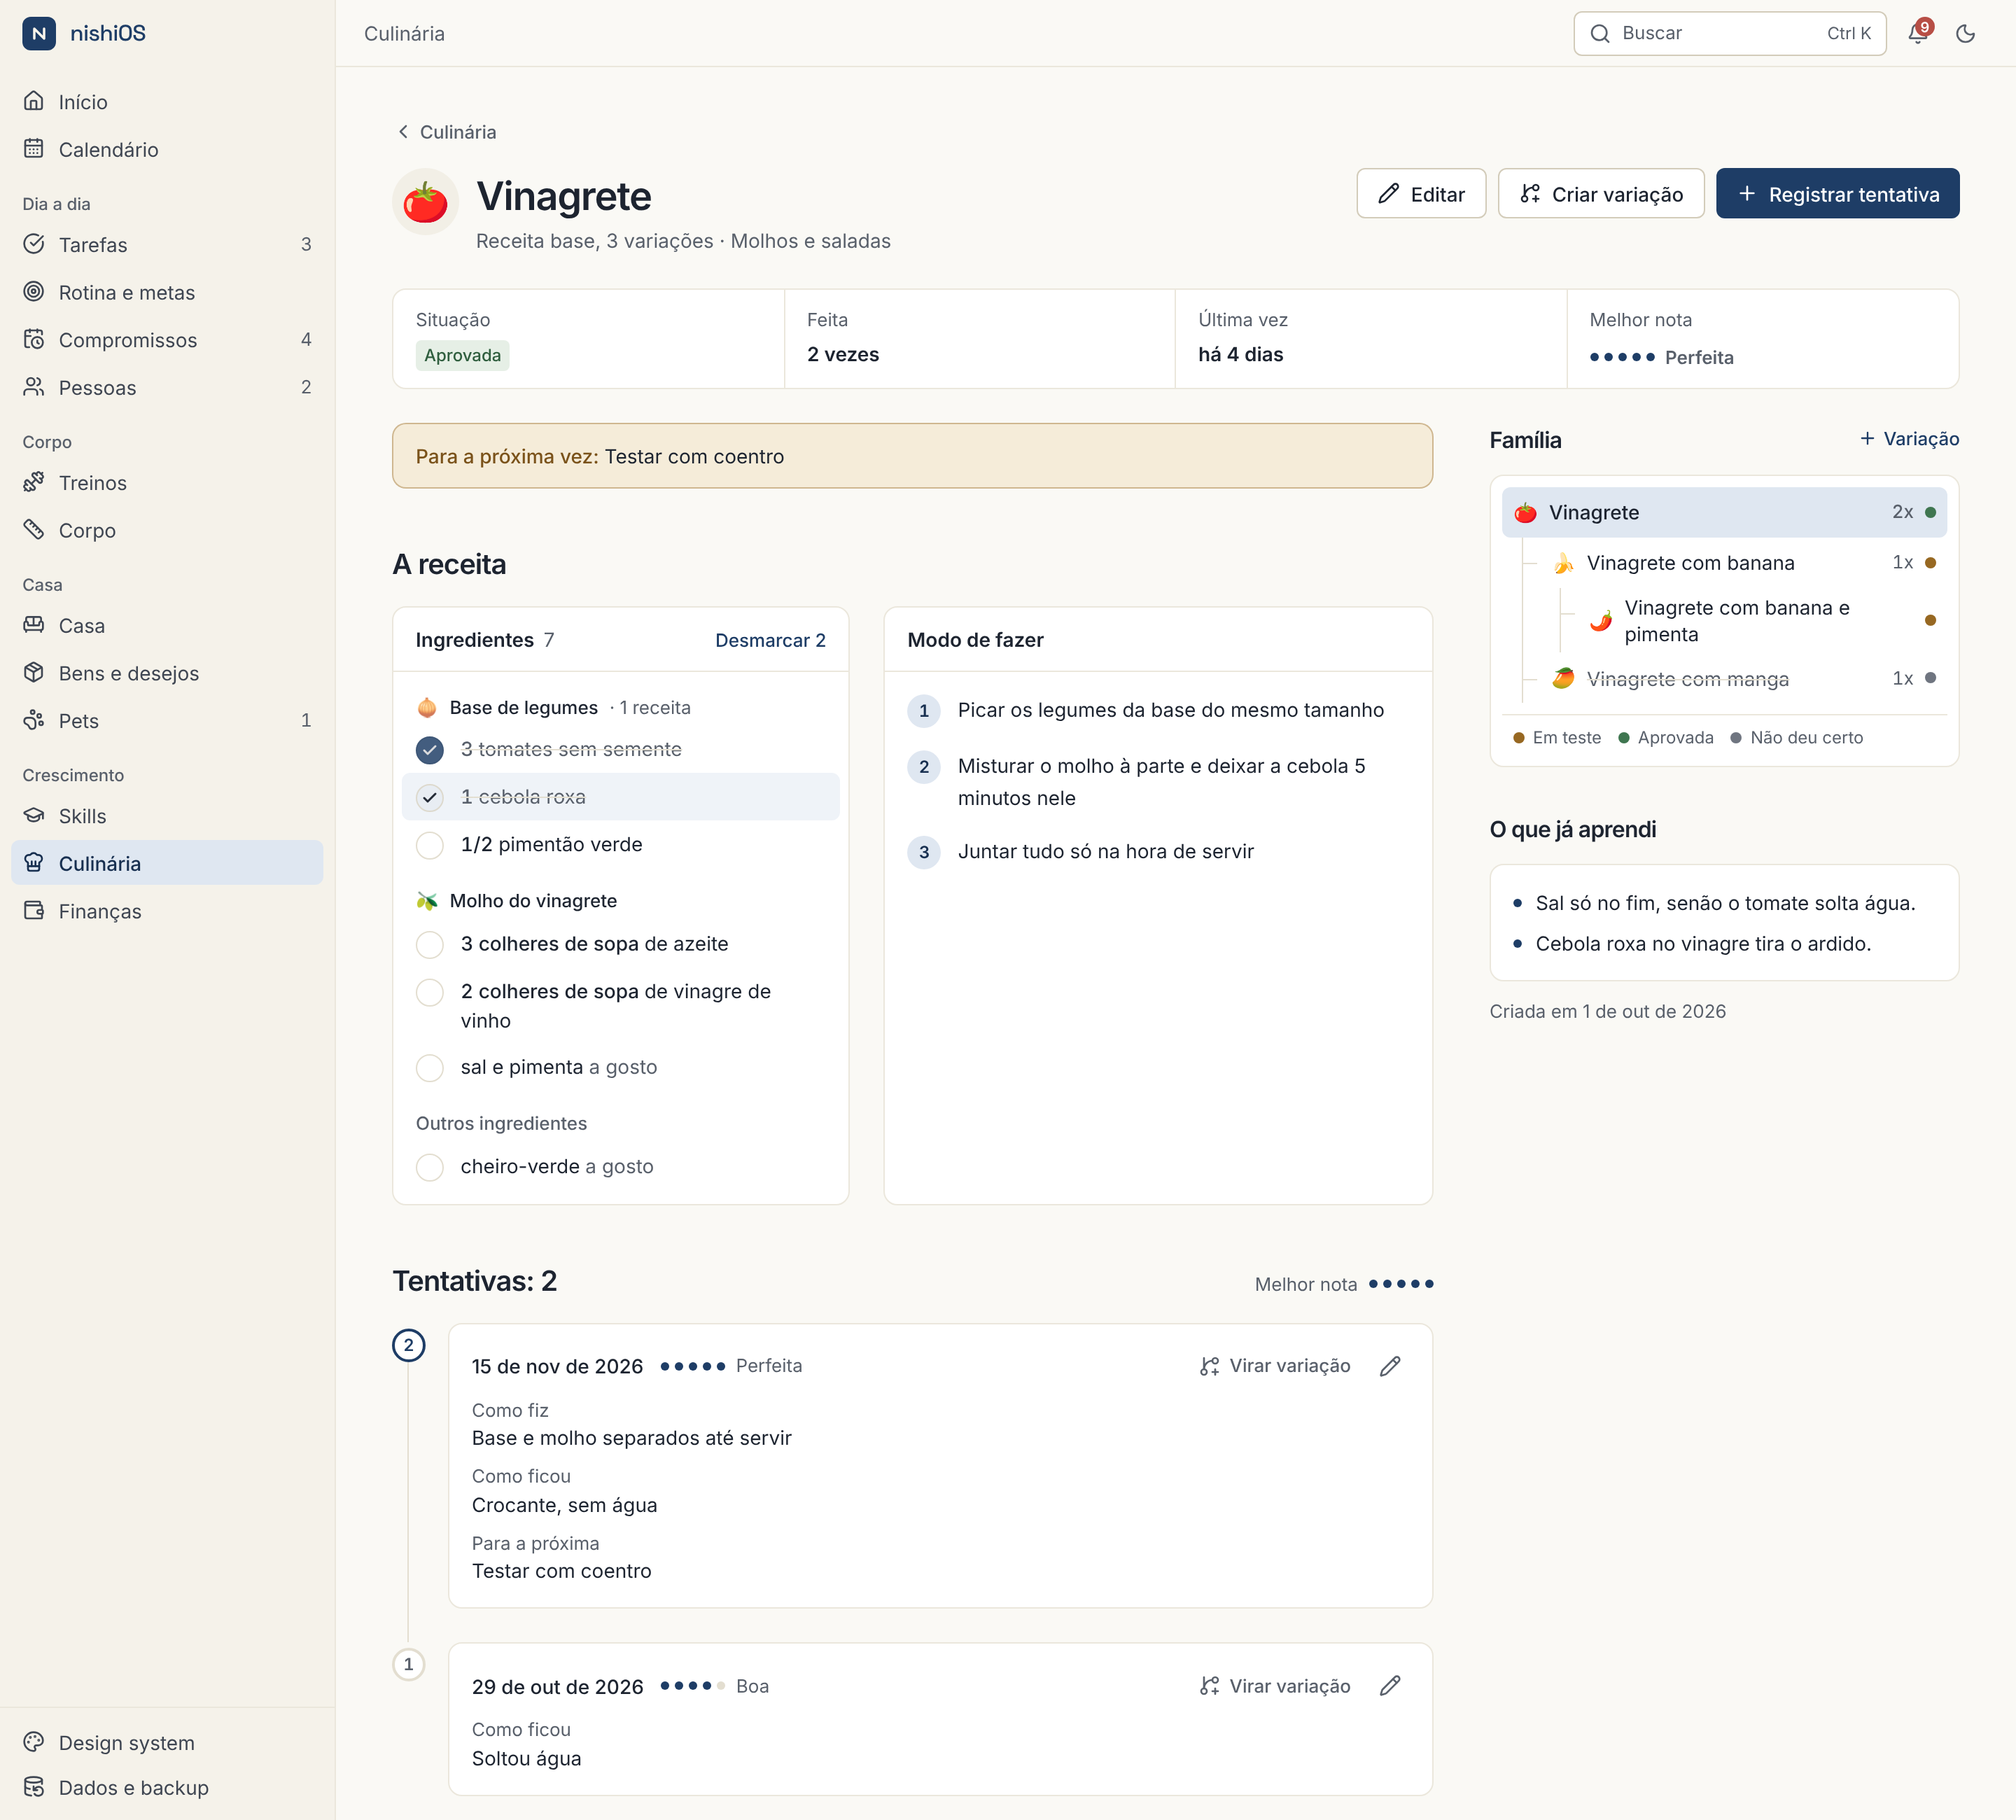 N nishiOS
Início
Calendário
Dia a dia
Tarefas 3
Rotina e metas
Compromissos 4
Pessoas 2
Corpo
Treinos
Corpo
Casa
Casa
Bens e desejos
Pets 1
Crescimento
Skills
Culinária
Finanças
Design system
Dados e backup
Culinária
Buscar Ctrl K
9
Culinária
Vinagrete
Receita base, 3 variações · Molhos e saladas
Editar
Criar variação
+ Registrar tentativa
Situação
Aprovada
Feita
2 vezes
Última vez
há 4 dias
Melhor nota
Perfeita
Para a próxima vez: Testar com coentro
A receita
Ingredientes 7 Desmarcar 2
Base de legumes · 1 receita
3 tomates sem semente
1 cebola roxa
1/2 pimentão verde
Molho do vinagrete
3 colheres de sopa de azeite
2 colheres de sopa de vinagre de
vinho
sal e pimenta a gosto
Outros ingredientes
cheiro-verde a gosto
Modo de fazer
1 Picar os legumes da base do mesmo tamanho
2 Misturar o molho à parte e deixar a cebola 5
minutos nele
3 Juntar tudo só na hora de servir
Tentativas: 2 Melhor nota
2
15 de nov de 2026 Perfeita Virar variação
Como fiz
Base e molho separados até servir
Como ficou
Crocante, sem água
Para a próxima
Testar com coentro
1
29 de out de 2026 Boa Virar variação
Como ficou
Soltou água
Família + Variação
Vinagrete 2x
Vinagrete com banana 1x
Vinagrete com banana e
pimenta
Vinagrete com manga 1x
Em teste Aprovada Não deu certo
O que já aprendi
• Sal só no fim, senão o tomate solta água.
• Cebola roxa no vinagre tira o ardido.
Criada em 1 de out de 2026